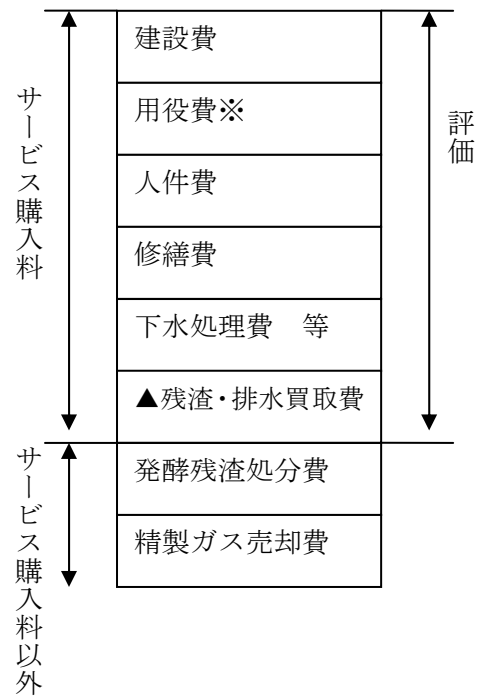 サービス購入料
建設費
用役費※
人件費
修繕費
下水処理費　等
▲残渣・排水買取費
評価
サービス購入料以外
発酵残渣処分費
精製ガス売却費